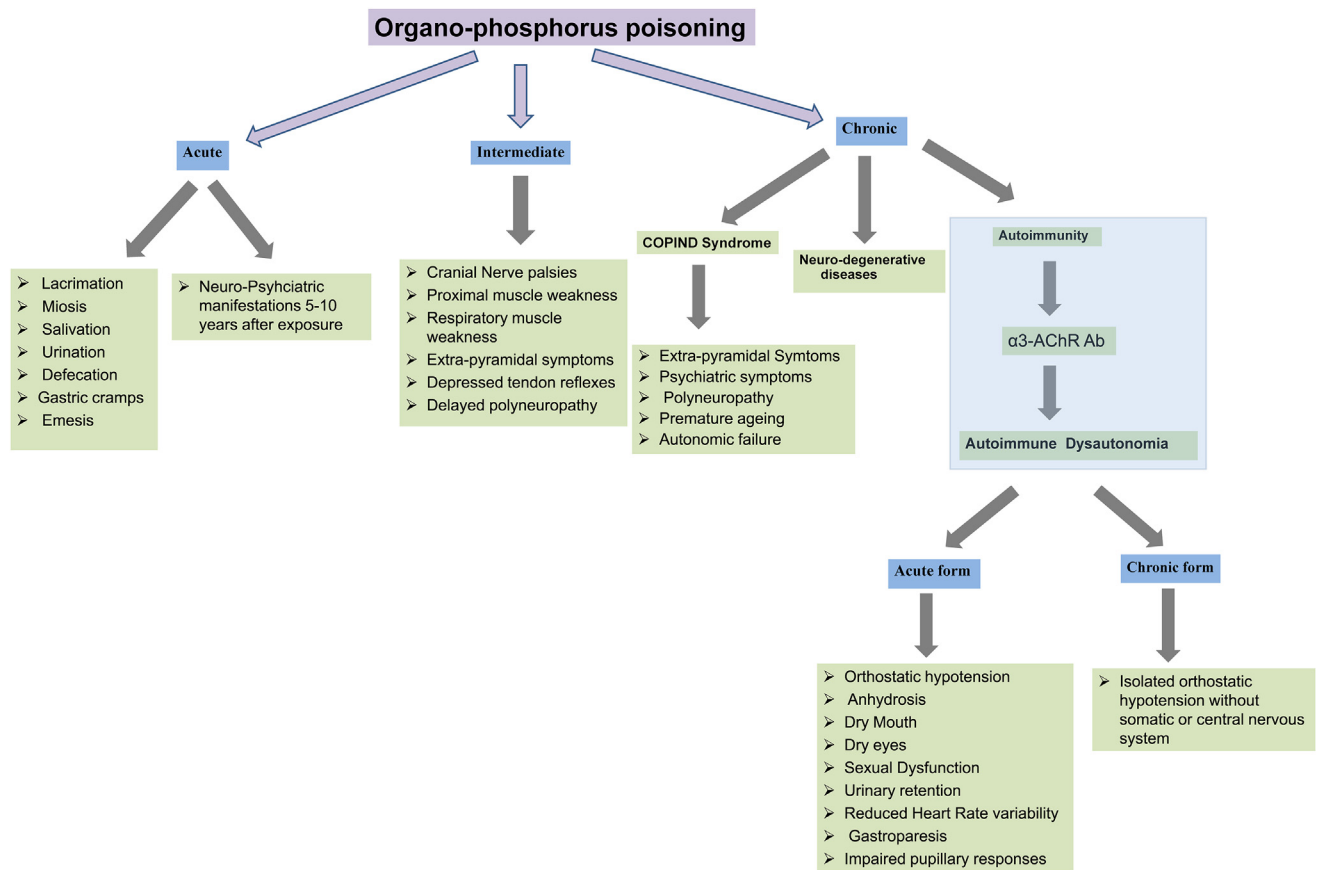 Organo-phosphorus poisoning
Acute
Intermediate
Chronic
Lacrimation
Miosis
Salivation
Urination
Defecation
Gastric cramps
Emesis
Neuro-Psyhciatric
manifestations 5-10
years after exposure
Cranial Nerve palsies
Proximal muscle weakness
Respiratory muscle
weakness
Extra-pyramidal symptoms
Depressed tendon reflexes
Delayed polyneuropathy
COPIND Syndrome
Extra-pyramidal Symtoms
Psychiatric symptoms
Polyneuropathy
Premature ageing
Autonomic failure
Neuro-degenerative
diseases
Autoimmunity
α3-AChR Ab
Autoimmune Dysautonomia
Acute form
Orthostatic hypotension
Anhydrosis
Dry Mouth
Dry eyes
Sexual Dysfunction
Urinary retention
Reduced Heart Rate variability
Gastroparesis
Impaired pupillary responses
Chronic form
Isolated orthostatic
hypotension without
somatic or central nervous
system